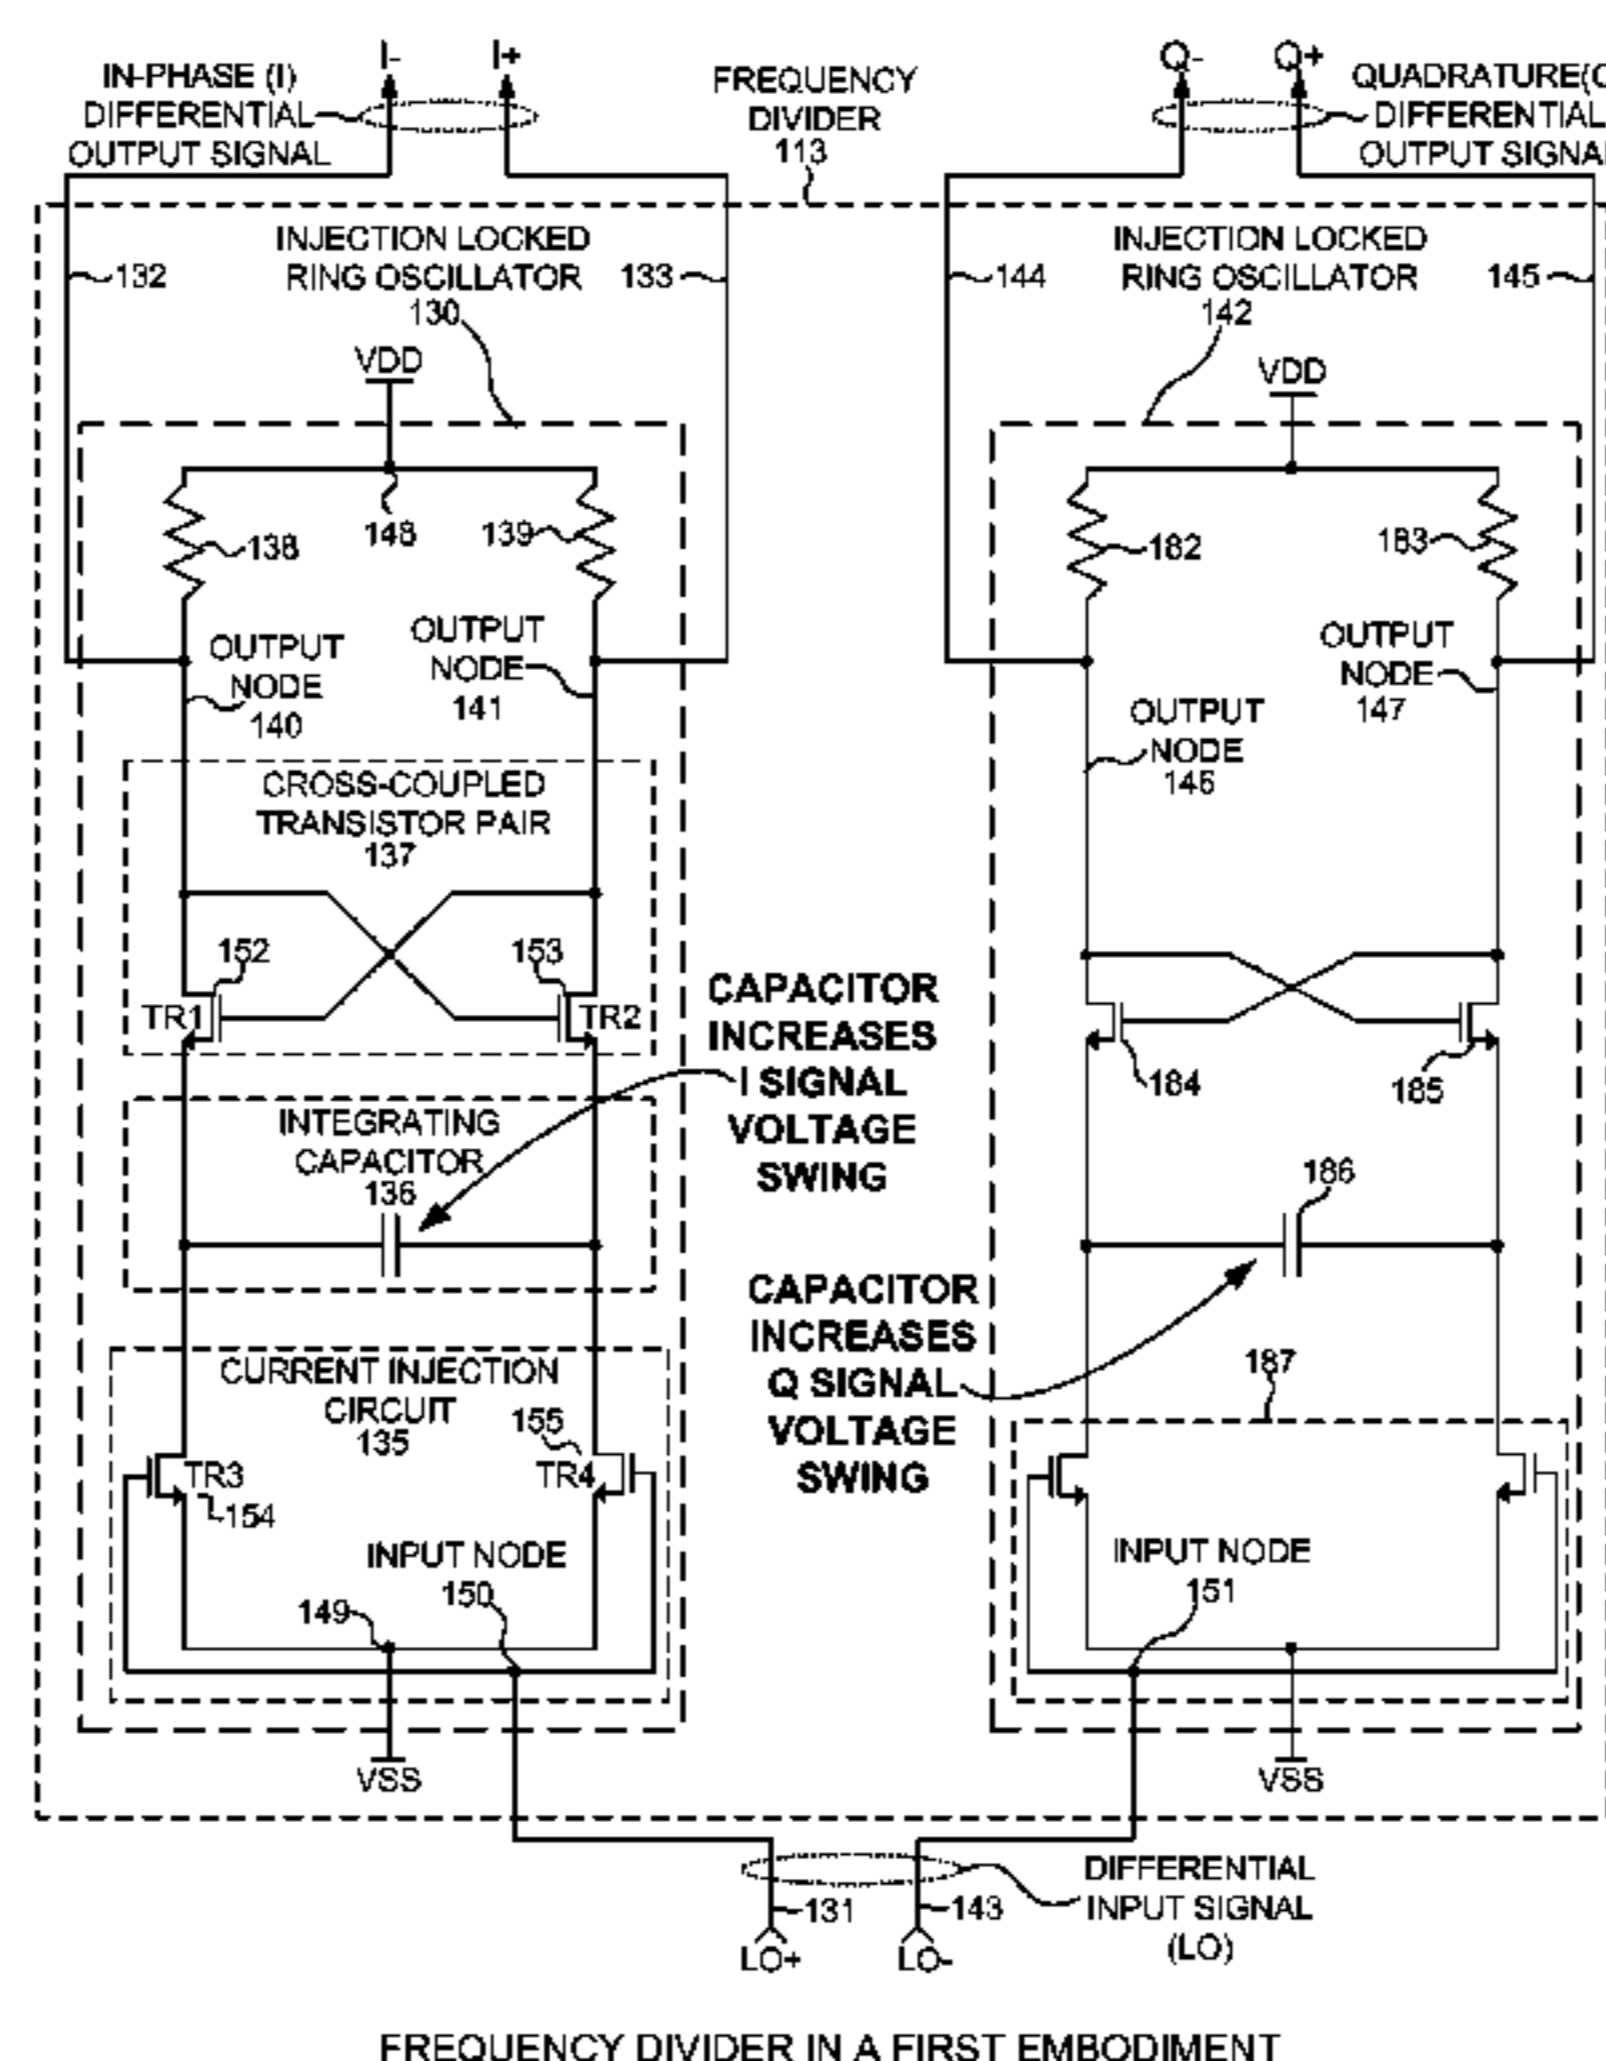 I-
I+
Q-
Q+
IN-PHASE (I)
DIFFERENTIAL
OUTPUT SIGNAL
FREQUENCY
DIVIDER
113
QUADRATURE(
DIFFERENTIAL
OUTPUT SIGNA
INJECTION LOCKED
RING OSCILLATOR
130
132
133
INJECTION LOCKED
RING OSCILLATOR
142
144
145
VDD
VDD
138
148
139
182
183
OUTPUT
NODE
140
OUTPUT
NODE
141
OUTPUT
NODE
146
OUTPUT
NODE
147
CROSS-COUPLED
TRANSISTOR PAIR
137
152
153
TR1
TR2
184
185
CAPACITOR
INCREASES
I SIGNAL
VOLTAGE
SWING
INTEGRATING
CAPACITOR
136
186
CAPACITOR
INCREASES
Q SIGNAL
VOLTAGE
SWING
CURRENT INJECTION
CIRCUIT
135
155
187
TR3
TR4
154
INPUT NODE
150
149
INPUT NODE
151
VSS
VSS
131
143
LO+
LO-
DIFFERENTIAL
INPUT SIGNAL
(LO)
FREQUENCY DIVIDER IN A FIRST EMBODIMENT